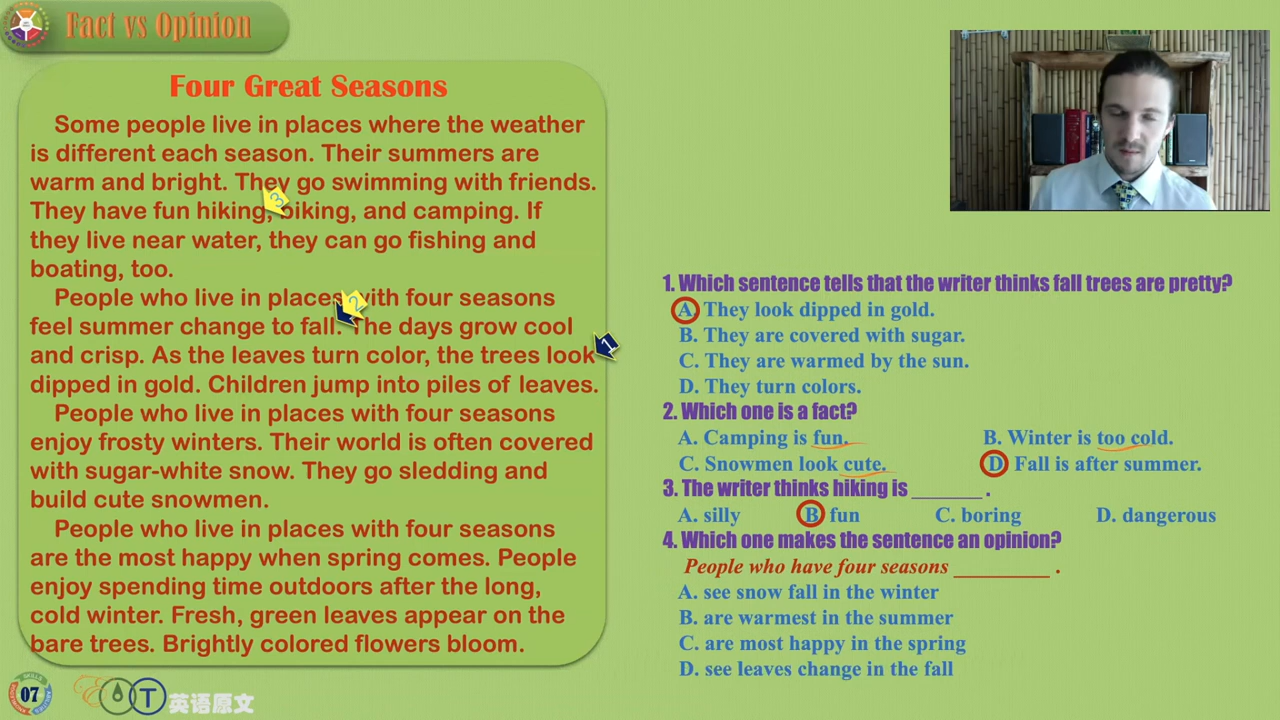 Fact vs Opinion
Four Great Seasons
Some people live in places where the weather
is different each season. Their summers are
warm and bright. They go swimming with friends.
They have fun hiking, biking, and camping. If
they live near water, they can go fishing and
boating, too.
People who live in places with four seasons
feel summer change to fall. The days grow cool
and crisp. As the leaves turn color, the trees look
dipped in gold. Children jump into piles of leaves.
People who live in places with four seasons
enjoy frosty winters. Their world is often covered
with sugar-white snow. They go sledding and
build cute snowmen.
People who live in places with four seasons
are the most happy when spring comes. People
enjoy spending time outdoors after the long,
cold winter. Fresh, green leaves appear on the
bare trees. Brightly colored flowers bloom.
3
2
1
1. Which sentence tells that the writer thinks fall trees are pretty?
A. They look dipped in gold.
B. They are covered with sugar.
C. They are warmed by the sun.
D. They turn colors.
2. Which one is a fact?
A. Camping is fun. B. Winter is too cold.
C. Snowmen look cute. D. Fall is after summer.
3. The writer thinks hiking is ______ .
A. silly B. fun C. boring D. dangerous
4. Which one makes the sentence an opinion?
People who have four seasons _________ .
A. see snow fall in the winter
B. are warmest in the summer
C. are most happy in the spring
D. see leaves change in the fall
07
T 英语原文